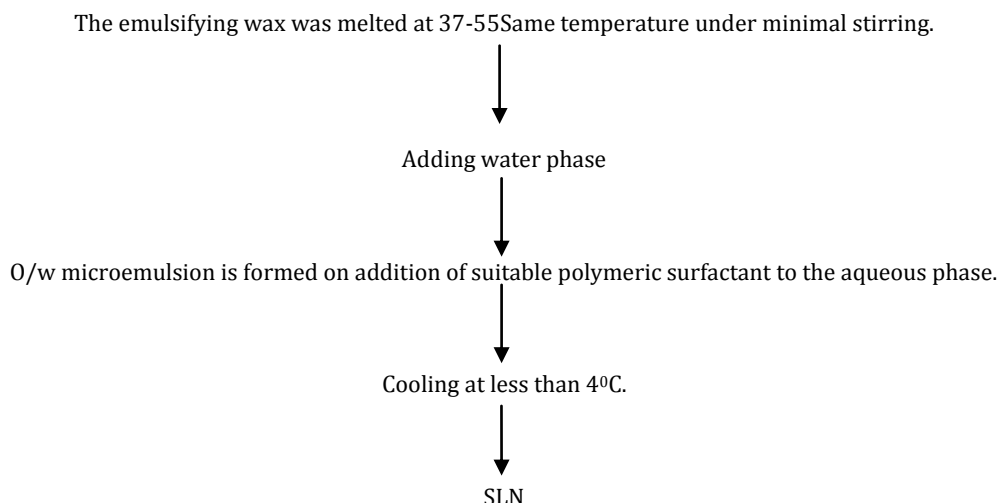 The emulsifying wax was melted at 37-55Same temperature under minimal stirring.
Adding water phase
O/w microemulsion is formed on addition of suitable polymeric surfactant to the aqueous phase.
Cooling at less than 4⁰C.
SLN